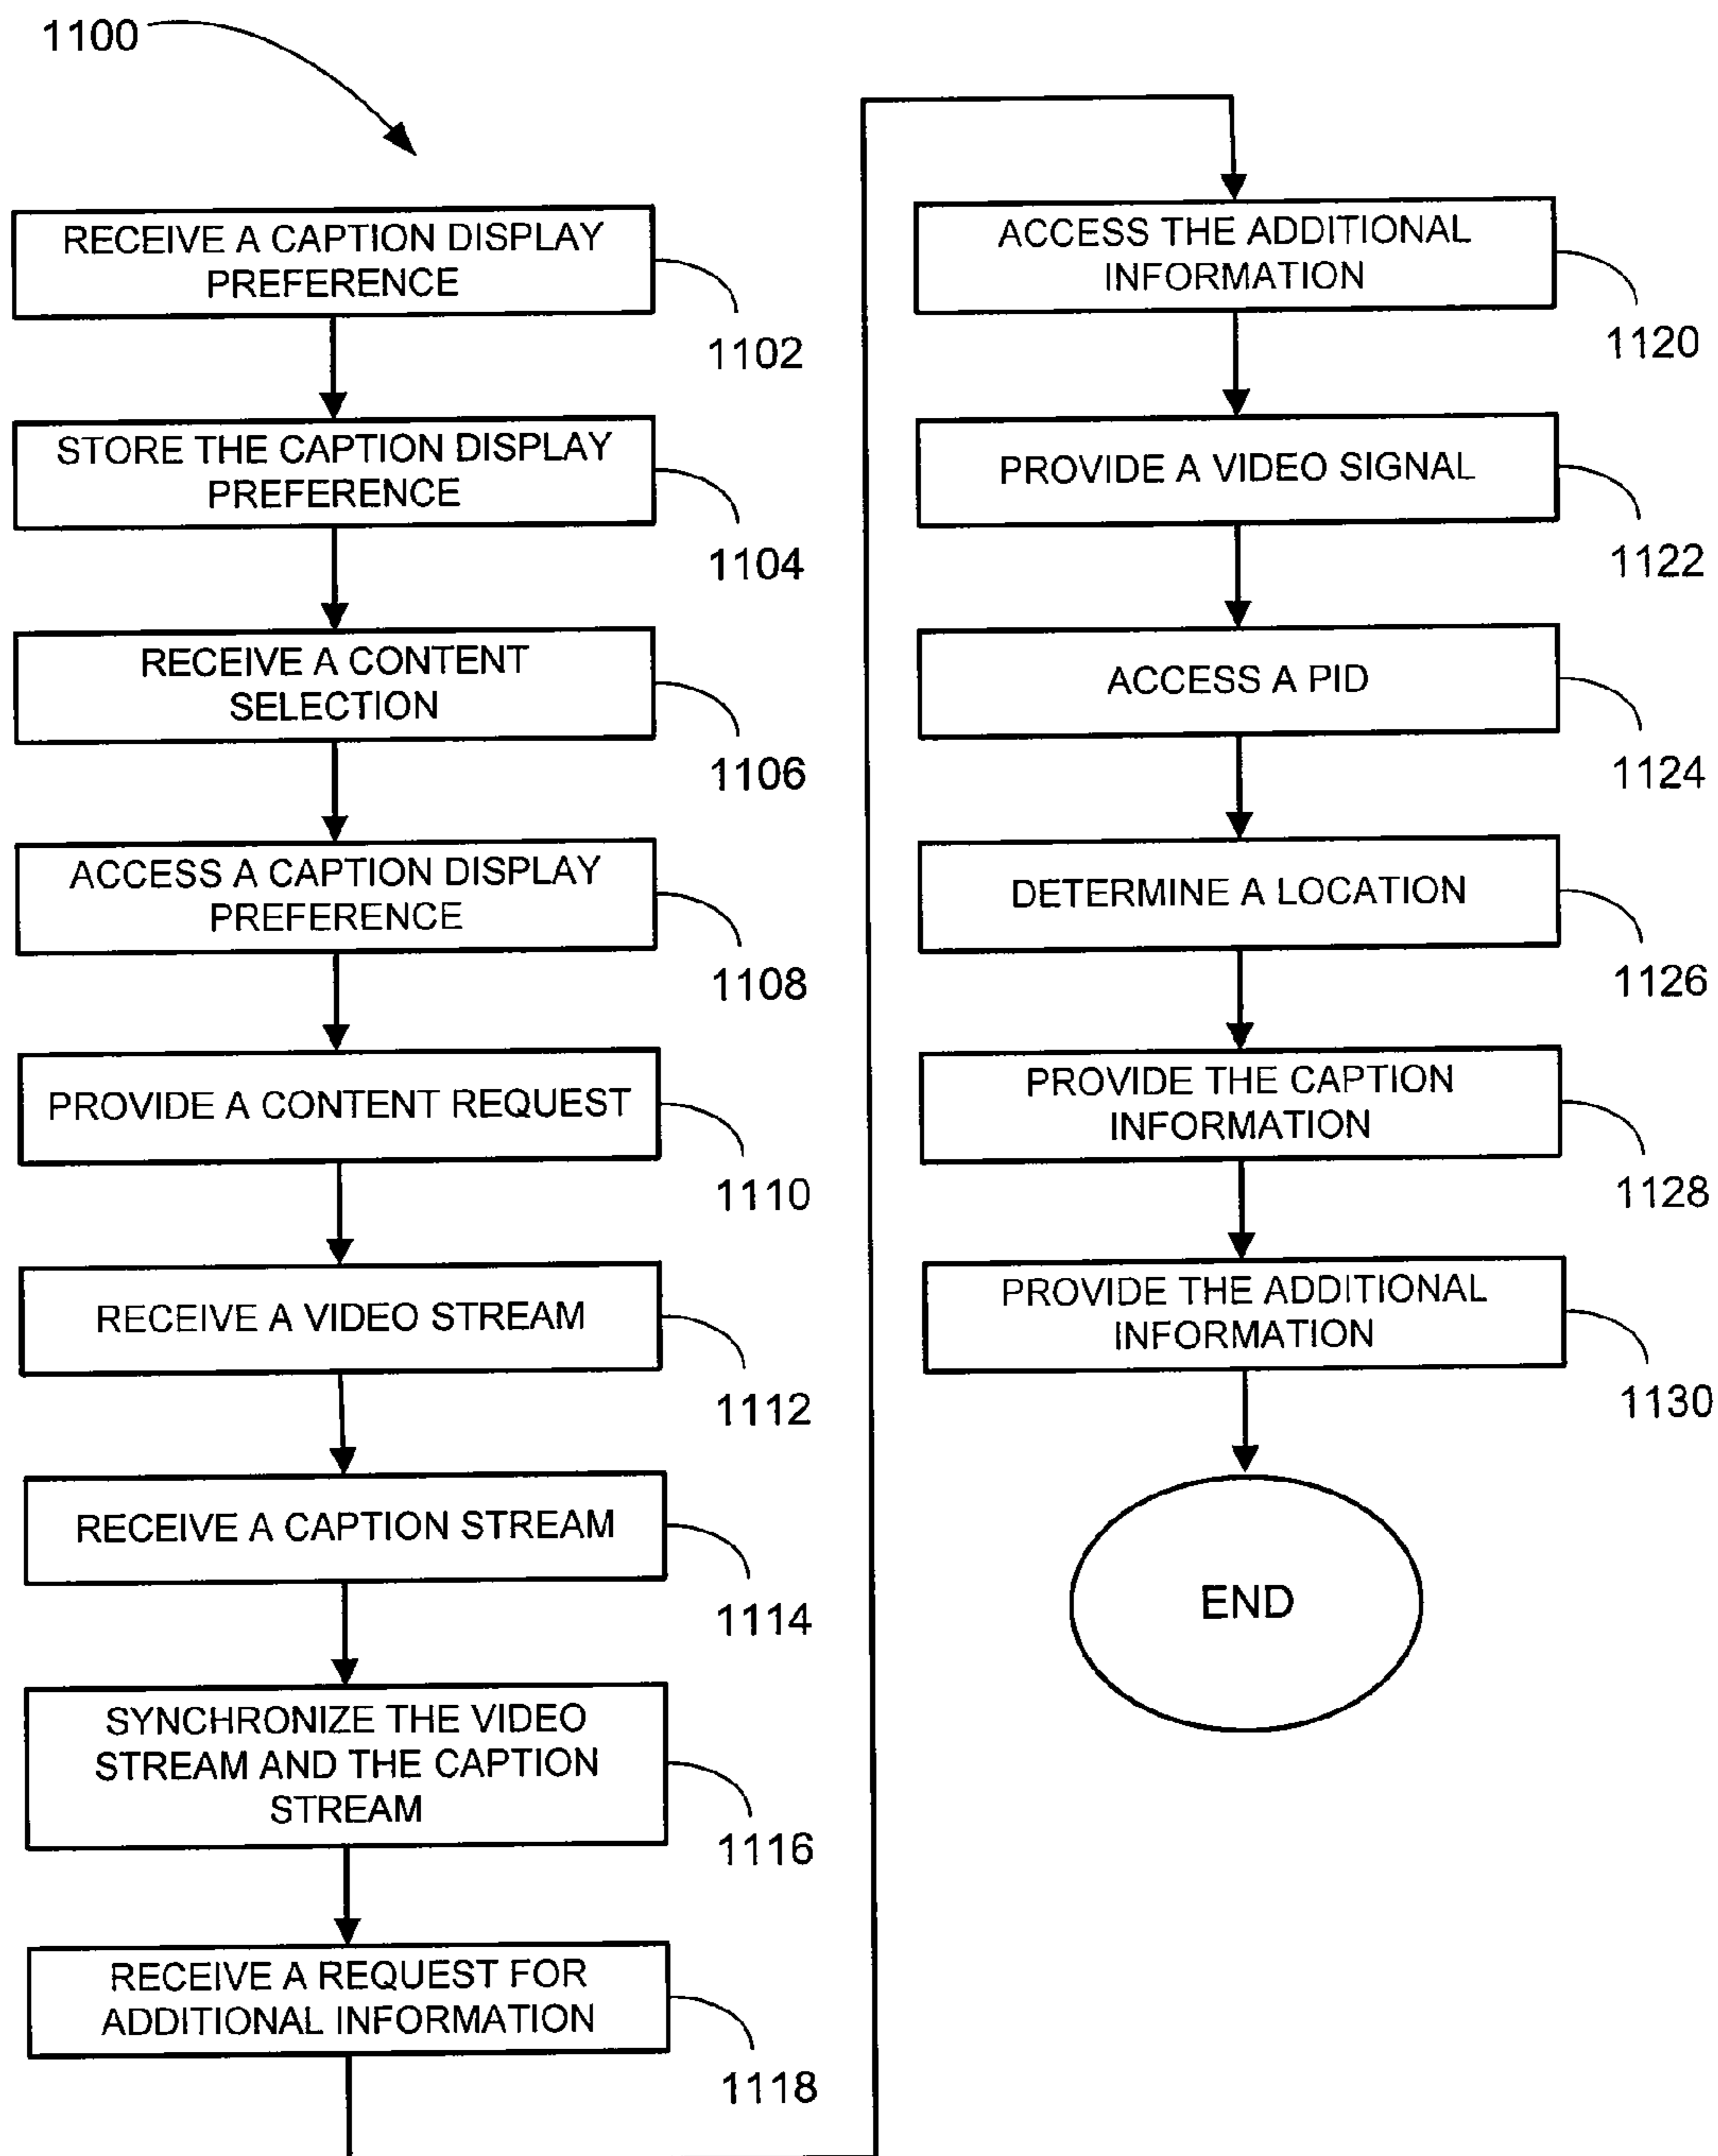 1100
RECEIVE A CAPTION DISPLAY
PREFERENCE
1102
STORE THE CAPTION DISPLAY
PREFERENCE
1104
RECEIVE A CONTENT
SELECTION
1106
ACCESS A CAPTION DISPLAY
PREFERENCE
1108
PROVIDE A CONTENT REQUEST
1110
RECEIVE A VIDEO STREAM
1112
RECEIVE A CAPTION STREAM
1114
SYNCHRONIZE THE VIDEO
STREAM AND THE CAPTION
STREAM
1116
RECEIVE A REQUEST FOR
ADDITIONAL INFORMATION
1118
ACCESS THE ADDITIONAL
INFORMATION
1120
PROVIDE A VIDEO SIGNAL
1122
ACCESS A PID
1124
DETERMINE A LOCATION
1126
PROVIDE THE CAPTION
INFORMATION
1128
PROVIDE THE ADDITIONAL
INFORMATION
1130
END